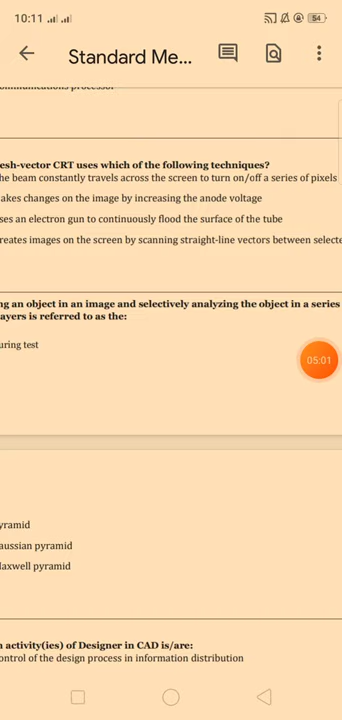 10:11
54
Standard Me...
ommunications processor
esh-vector CRT uses which of the following techniques?
he beam constantly travels across the screen to turn on/off a series of pixels
akes changes on the image by increasing the anode voltage
ses an electron gun to continuously flood the surface of the tube
reates images on the screen by scanning straight-line vectors between selecte
ng an object in an image and selectively analyzing the object in a series
ayers is referred to as the:
uring test
05:01
yramid
aussian pyramid
axwell pyramid
n activity(ies) of Designer in CAD is/are:
ontrol of the design process in information distribution